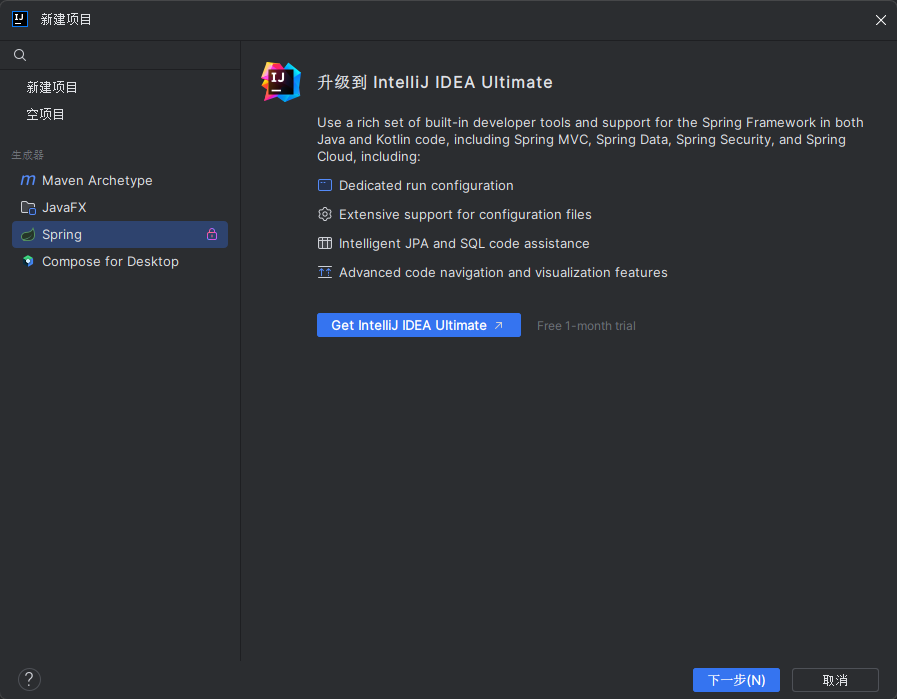 IJ
新建项目
新建项目
空项目
生成器
Maven Archetype
JavaFX
Spring
Compose for Desktop
IJ
升级到 IntelliJ IDEA Ultimate
Use a rich set of built-in developer tools and support for the Spring Framework in both
Java and Kotlin code, including Spring MVC, Spring Data, Spring Security, and Spring
Cloud, including:
Dedicated run configuration
Extensive support for configuration files
Intelligent JPA and SQL code assistance
Advanced code navigation and visualization features
Get IntelliJ IDEA Ultimate ↗
Free 1-month trial
?
下一步(N)
取消